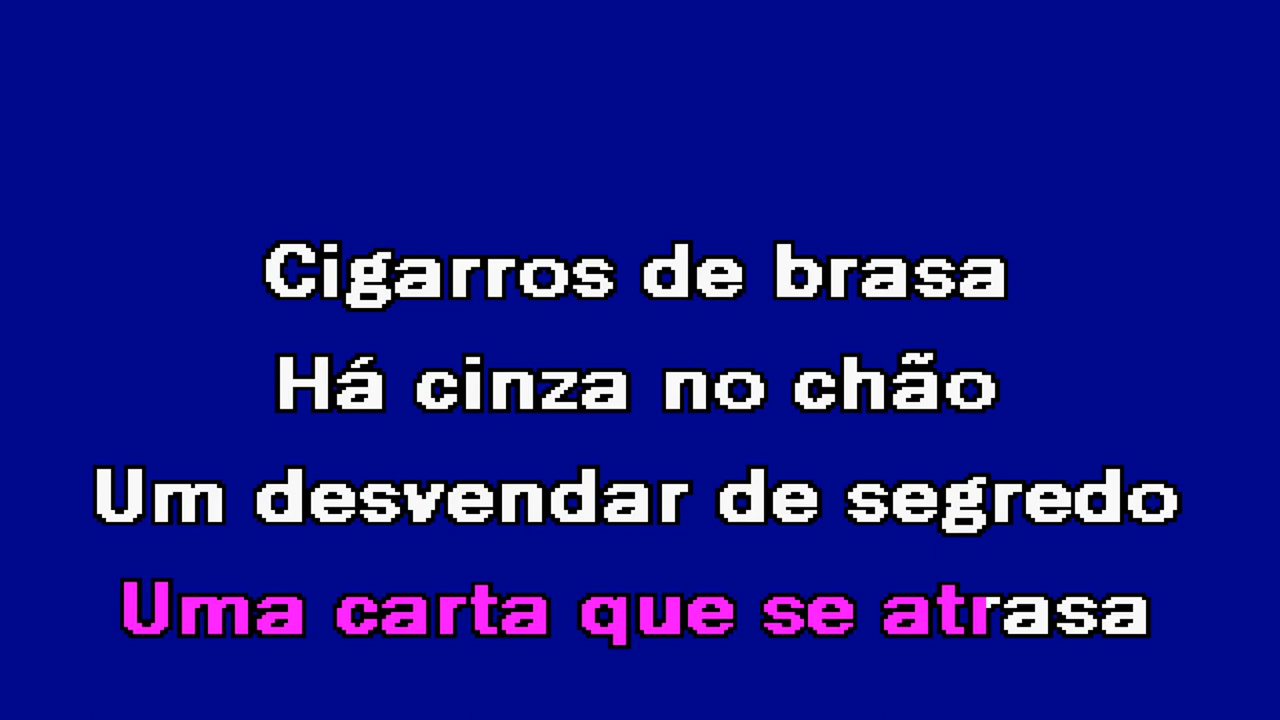 Cigarros de brasa
Há cinza no chão
Um desvendar de segredo
Uma carta que se atrasa